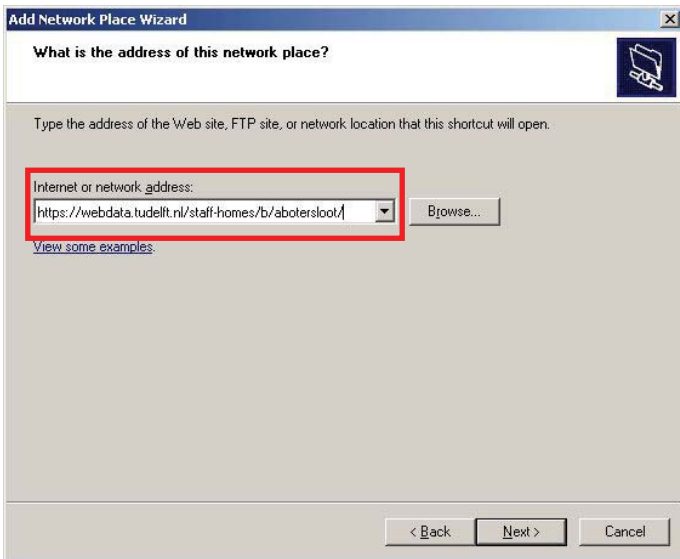 Add Network Place Wizard
What is the address of this network place?
Type the address of the Web site, FTP site, or network location that this shortcut will open.
Internet or network address:
https://webdata.tudelft.nl/staff-homes/b/abotersloot/
Browse...
View some examples.
< Back
Next >
Cancel